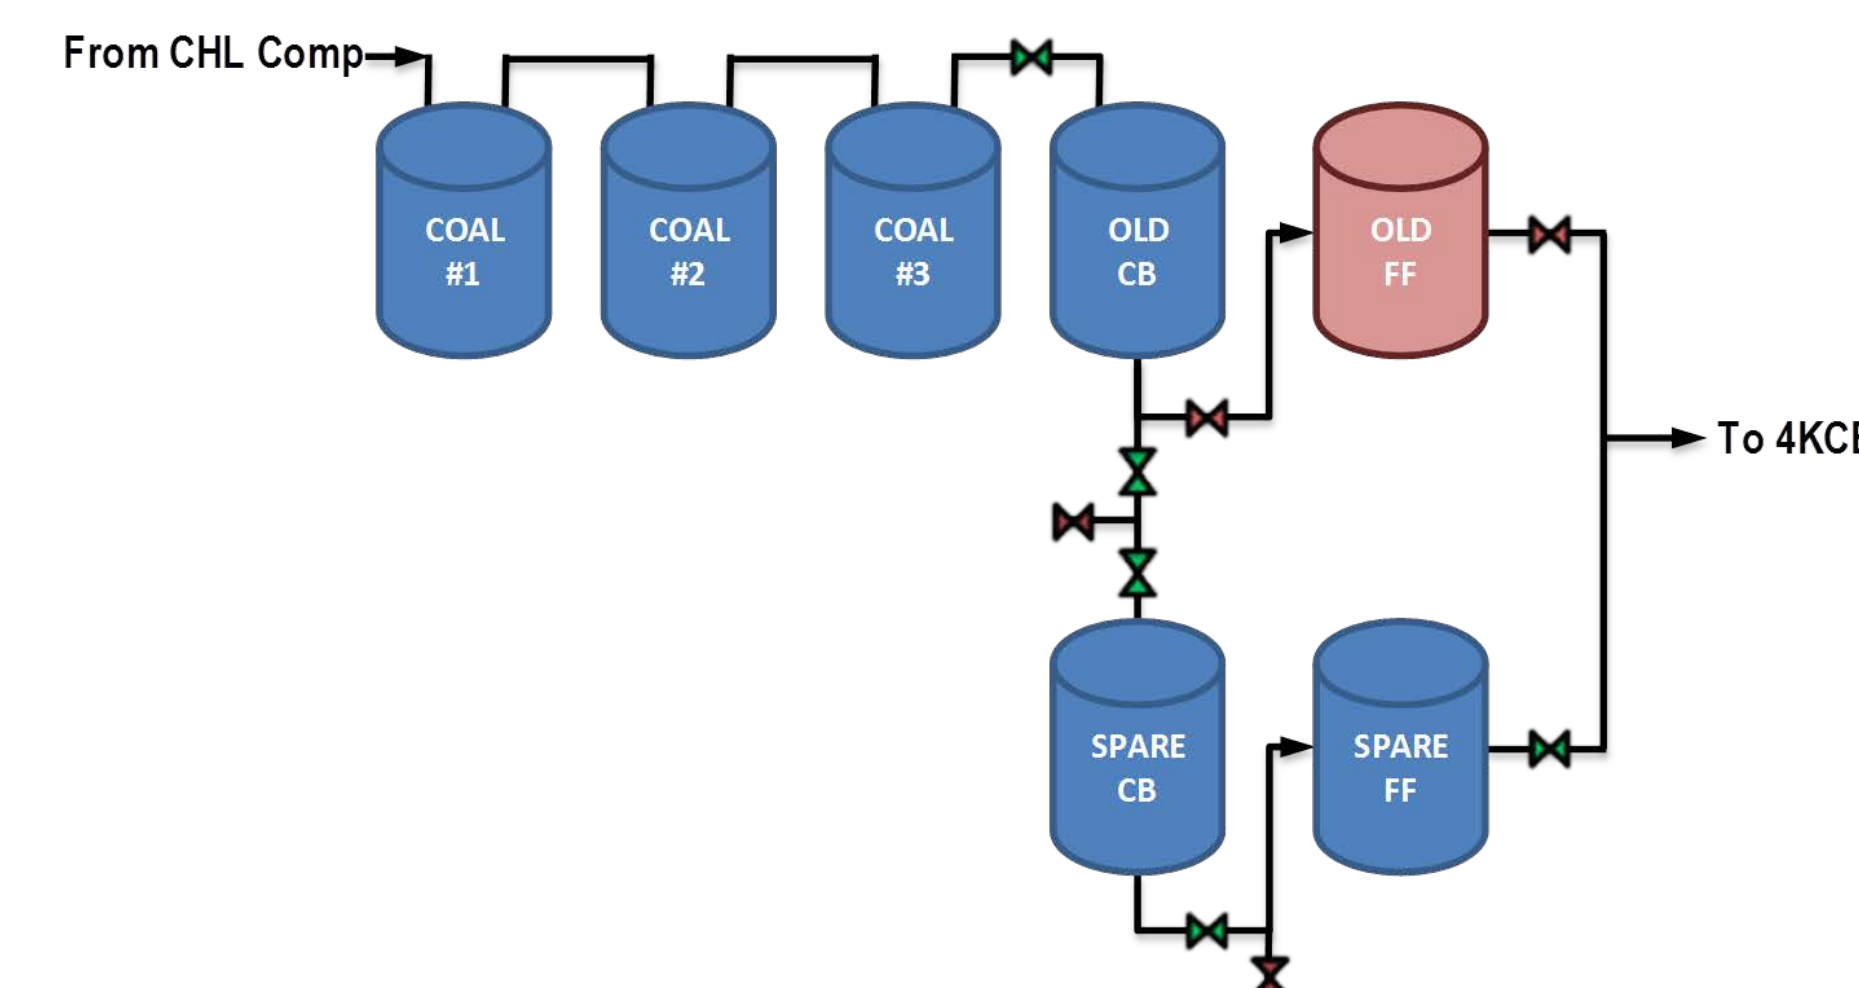 From CHL Comp
COAL
#1
COAL
#2
COAL
#3
OLD
CB
OLD
FF
To 4KC
SPARE
CB
SPARE
FF